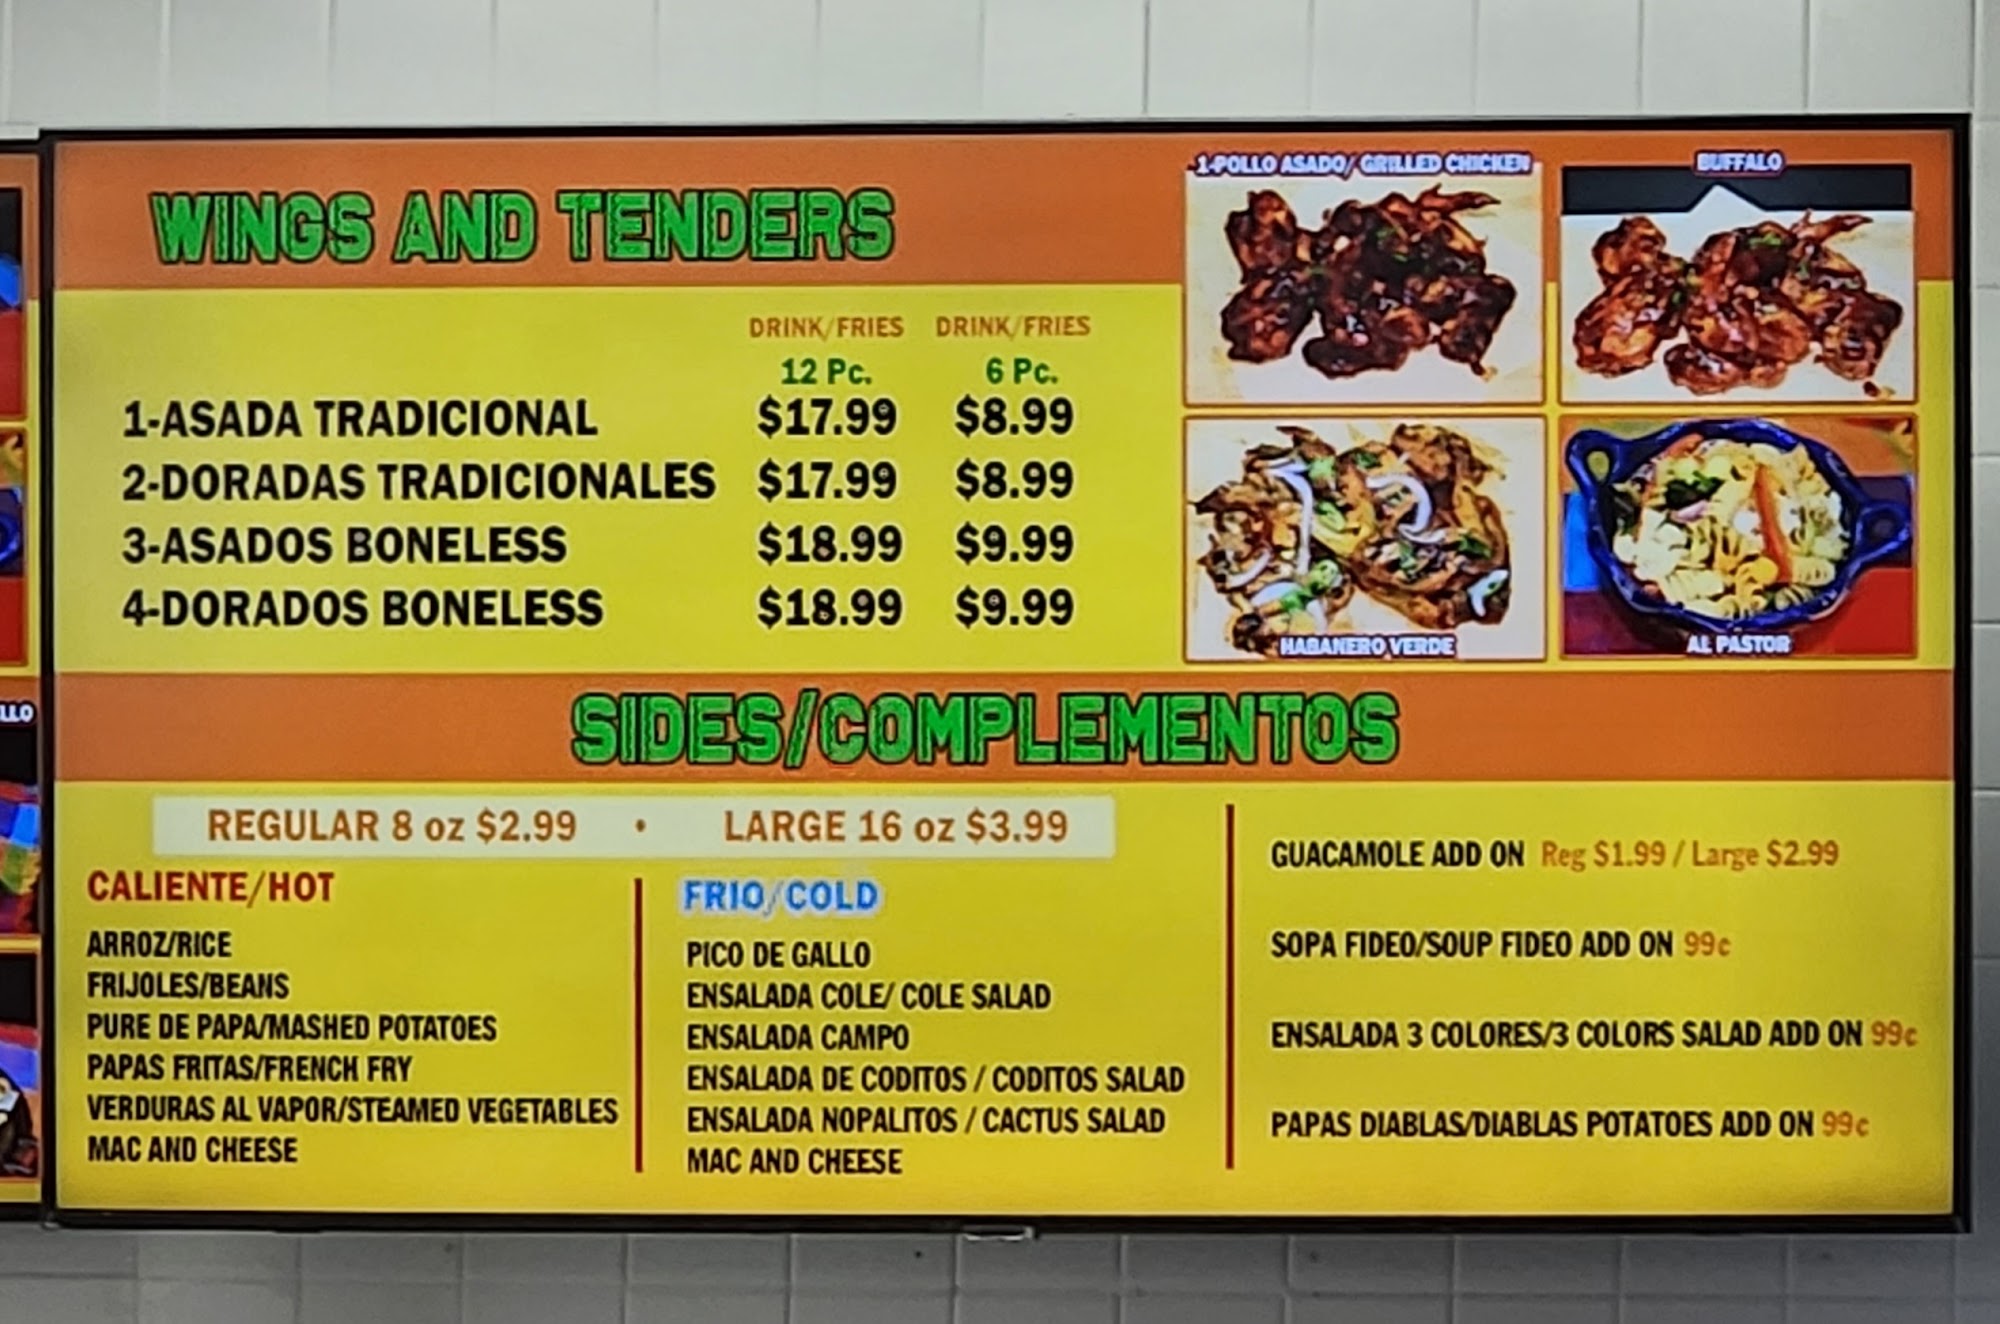 WINGS AND TENDERS
1-POLLO ASADO/ GRILLED CHICKEN
BUFFALO
HABANERO VERDE
AL PASTOR
DRINK/FRIES DRINK/FRIES
12 Pc. 6 Pc.
1-ASADA TRADICIONAL $17.99 $8.99
2-DORADAS TRADICIONALES $17.99 $8.99
3-ASADOS BONELESS $18.99 $9.99
4-DORADOS BONELESS $18.99 $9.99
SIDES/COMPLEMENTOS
REGULAR 8 oz $2.99 • LARGE 16 oz $3.99
CALIENTE/HOT
ARROZ/RICE
FRIJOLES/BEANS
PURE DE PAPA/MASHED POTATOES
PAPAS FRITAS/FRENCH FRY
VERDURAS AL VAPOR/STEAMED VEGETABLES
MAC AND CHEESE
FRIO/COLD
PICO DE GALLO
ENSALADA COLE/ COLE SALAD
ENSALADA CAMPO
ENSALADA DE CODITOS / CODITOS SALAD
ENSALADA NOPALITOS / CACTUS SALAD
MAC AND CHEESE
GUACAMOLE ADD ON Reg $1.99 / Large $2.99
SOPA FIDEO/SOUP FIDEO ADD ON 99c
ENSALADA 3 COLORES/3 COLORS SALAD ADD ON 99c
PAPAS DIABLAS/DIABLAS POTATOES ADD ON 99c